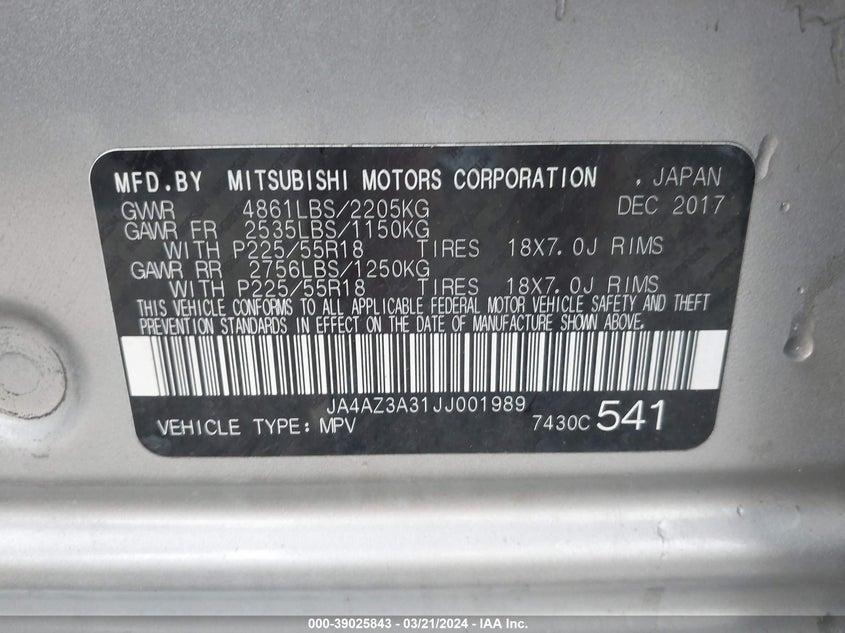 MFD.BY MITSUBISHI MOTORS CORPORATION , JAPAN
GVWR 4861LBS/2205KG DEC 2017
GAWR FR 2535LBS/1150KG
WITH P225/55R18 TIRES 18X7.0J RIMS
GAWR RR 2756LBS/1250KG
WITH P225/55R18 TIRES 18X7.0J RIMS
THIS VEHICLE CONFORMS TO ALL APPLICABLE FEDERAL MOTOR VEHICLE SAFETY AND THEFT
PREVENTION STANDARDS IN EFFECT ON THE DATE OF MANUFACTURE SHOWN ABOVE.
JA4AZ3A31JJ001989
VEHICLE TYPE: MPV 7430C 541
000-39025843 - 03/21/2024 - IAA Inc.